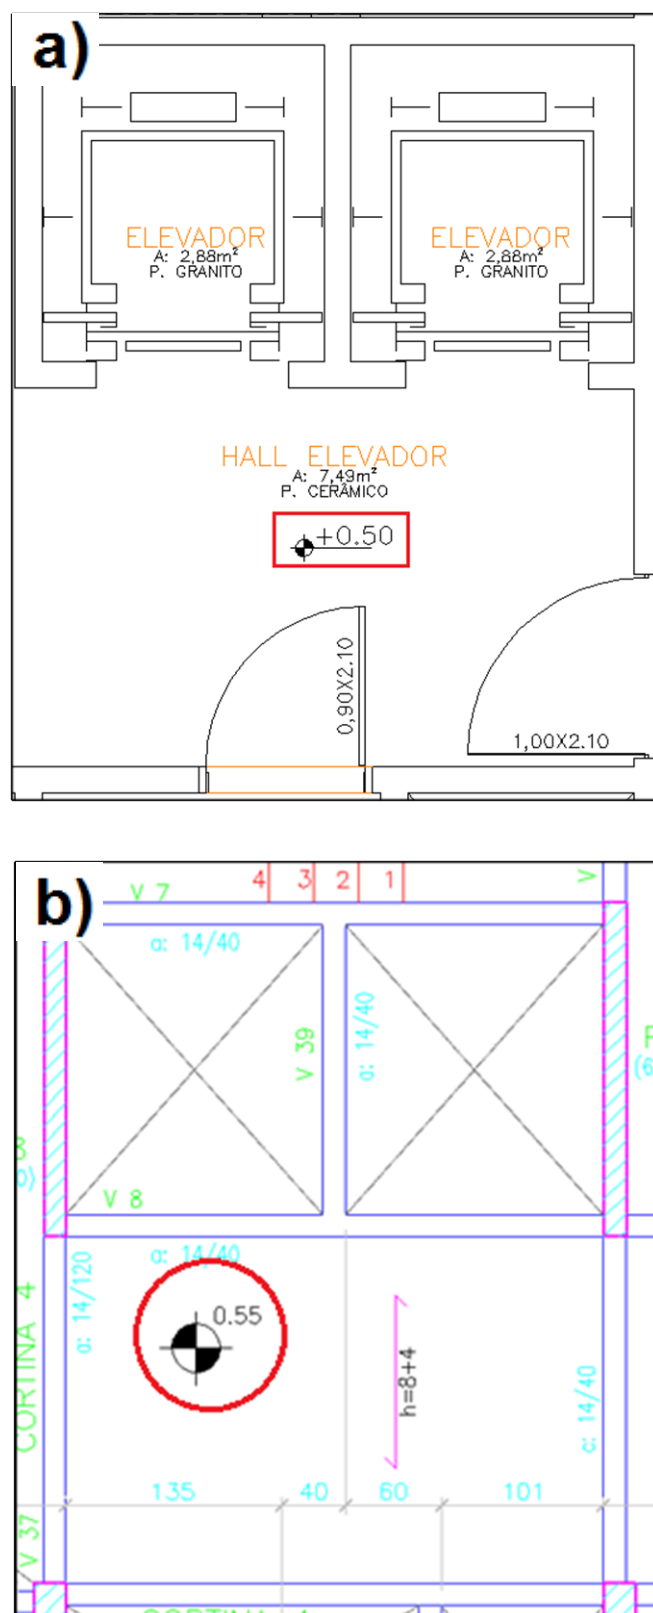 a)
ELEVADOR
A: 2,88m²
P. GRANITO
ELEVADOR
A: 2,88m²
P. GRANITO
HALL ELEVADOR
A: 7,49m²
P. CERÂMICO
+0.50
0,90X2.10
1,00X2.10
b)
V 7
4 3 2 1
V
a: 14/40
V 39
a: 14/40
V 8
a: 14/40
a: 14/120
0.55
CORTINA 4
h=8+4
a: 14/40
135 40 60 101
V 37